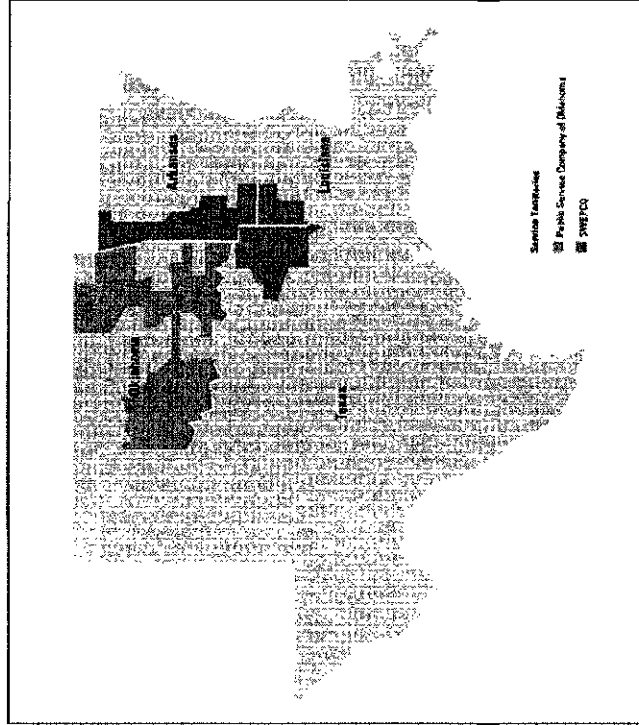 Oklahoma
Arkansas
Texas
Louisiana
Service Territories
Public Service Company of Oklahoma
SWEPCO